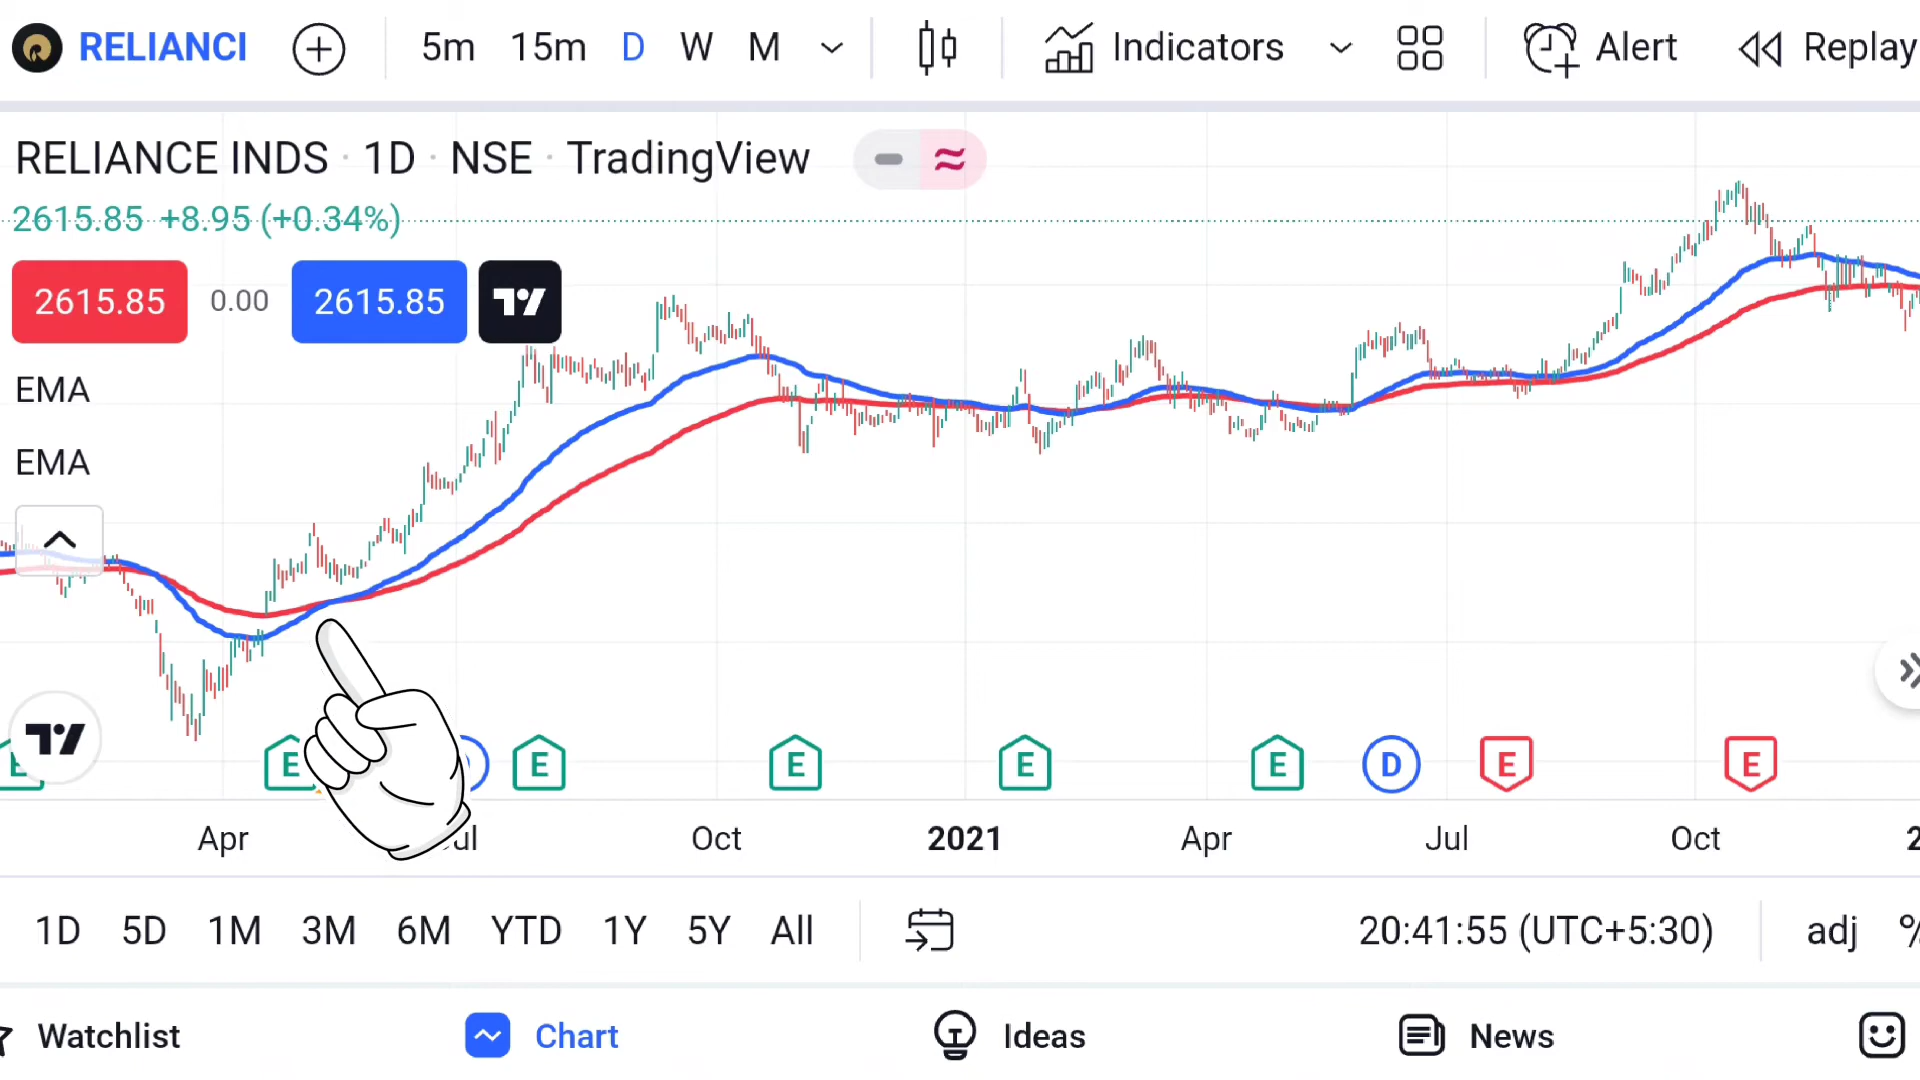 RELIANCI 5m 15m D W M Indicators Alert Replay
RELIANCE INDS · 1D · NSE · TradingView
2615.85 +8.95 (+0.34%)
2615.85 0.00 2615.85
EMA
EMA
E E D E E E E D E E
Apr Jul Oct 2021 Apr Jul Oct 2
1D 5D 1M 3M 6M YTD 1Y 5Y All 20:41:55 (UTC+5:30) adj %
Watchlist Chart Ideas News